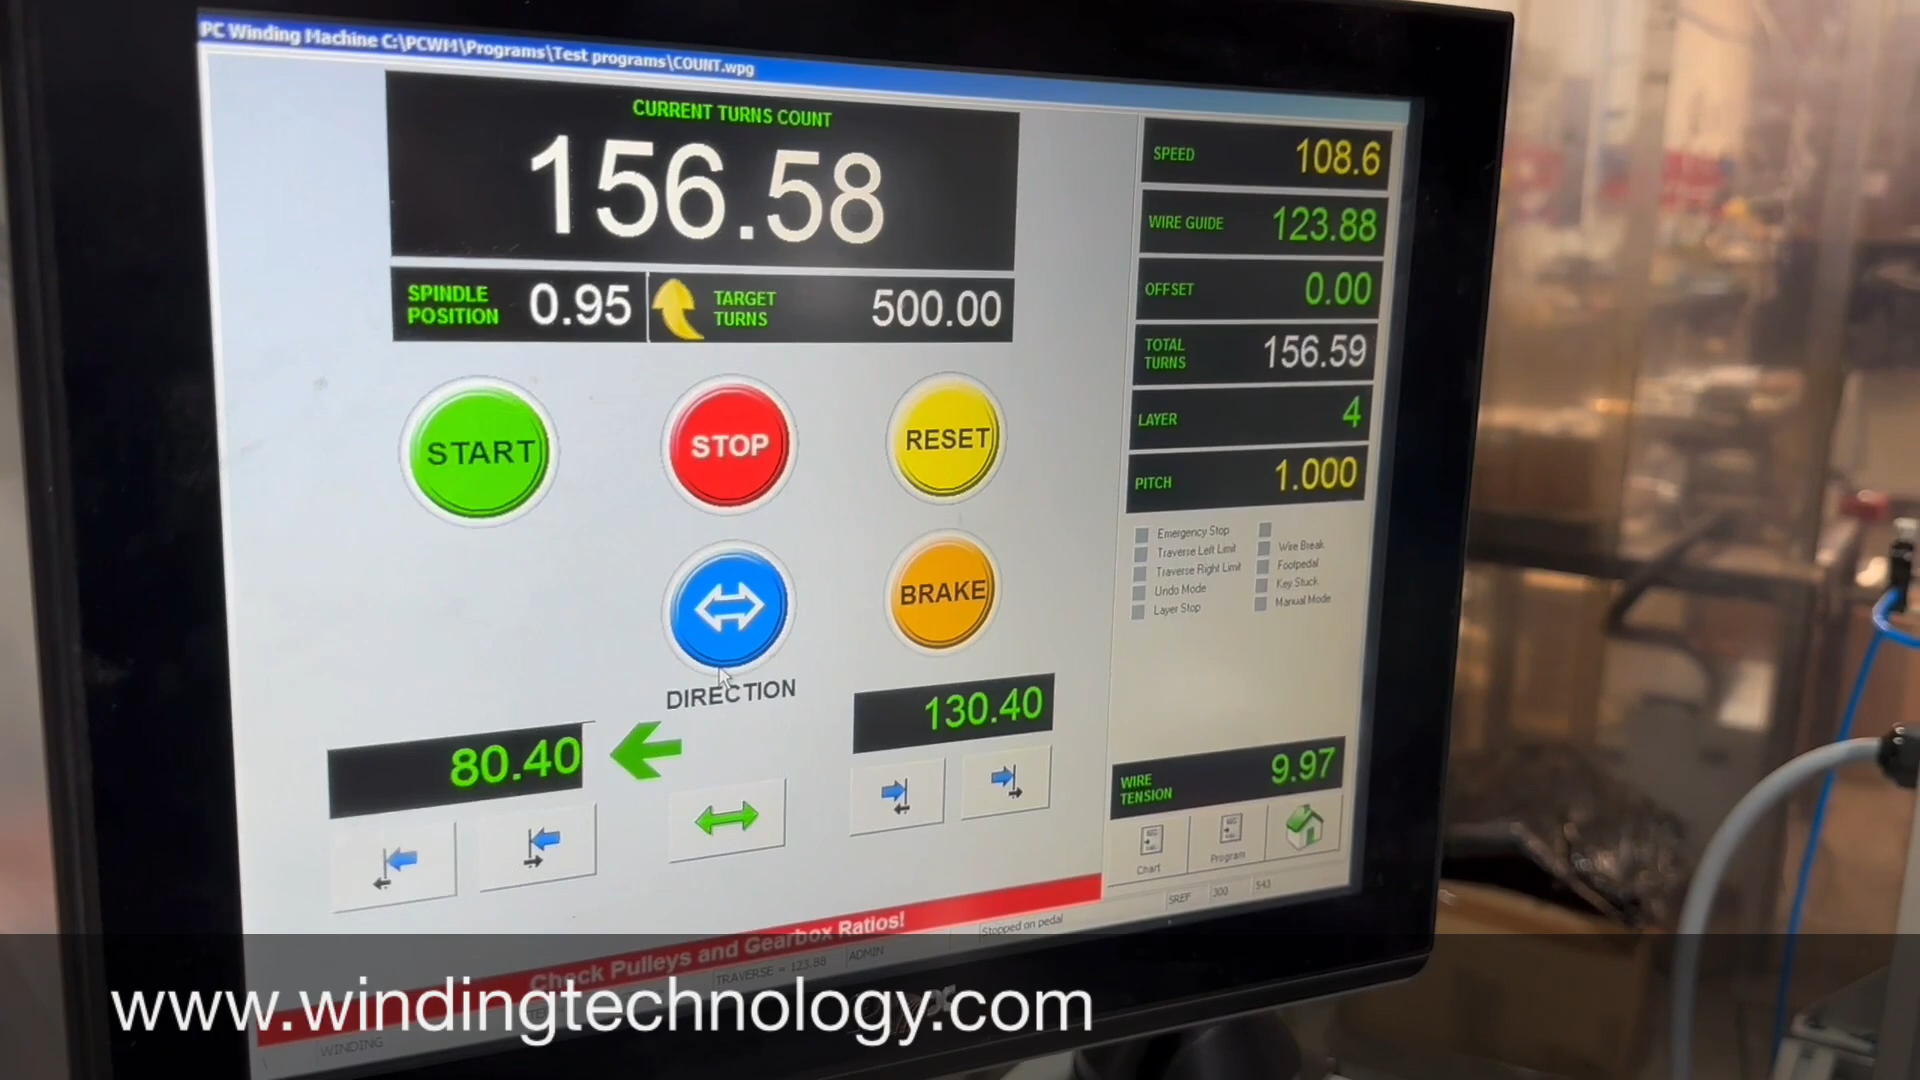 PC Winding Machine C:\PCWM\Programs\Test programs\COUNT.wpg
CURRENT TURNS COUNT
156.58
SPINDLE POSITION 0.95
TARGET TURNS 500.00
START
STOP
RESET
BRAKE
DIRECTION
80.40
130.40
SPEED 108.6
WIRE GUIDE 123.88
OFFSET 0.00
TOTAL TURNS 156.59
LAYER 4
PITCH 1.000
Emergency Stop
Traverse Left Limit
Traverse Right Limit
Undo Mode
Layer Stop
Wire Break
Footpedal
Key Stuck
Manual Mode
WIRE TENSION 9.97
Chart
Program
SREF 300 543
Check Pulleys and Gearbox Ratios!
Stopped on pedal
TRAVERSE = 123.88
ADMIN
WINDING
www.windingtechnology.com